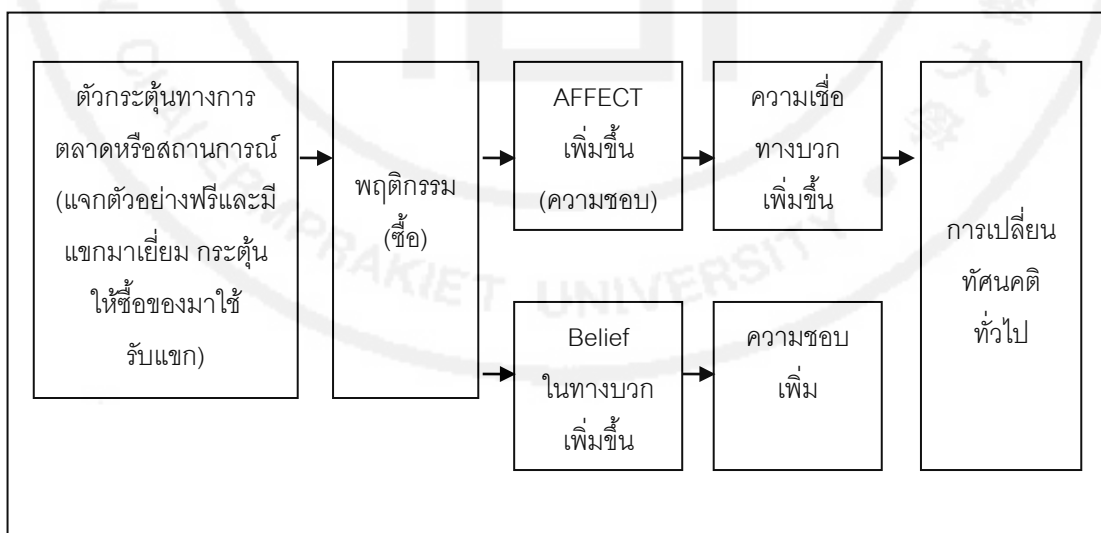 ตัวกระตุ้นทางการ
ตลาดหรือสถานการณ์
(แจกตัวอย่างฟรีและมี
แขกมาเยี่ยม กระตุ้น
ให้ซื้อของมาใช้
รับแขก)
พฤติกรรม
(ซื้อ)
AFFECT
เพิ่มขึ้น
(ความชอบ)
ความเชื่อ
ทางบวก
เพิ่มขึ้น
Belief
ในทางบวก
เพิ่มขึ้น
ความชอบ
เพิ่ม
การเปลี่ยน
ทัศนคติ
ทั่วไป
UNIVERSITY